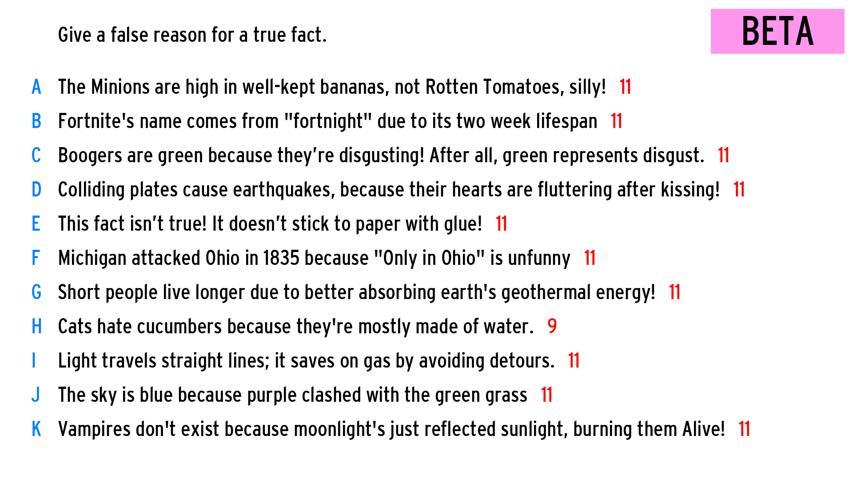 Give a false reason for a true fact.
BETA
A The Minions are high in well-kept bananas, not Rotten Tomatoes, silly! 11
B Fortnite's name comes from "fortnight" due to its two week lifespan 11
C Boogers are green because they’re disgusting! After all, green represents disgust. 11
D Colliding plates cause earthquakes, because their hearts are fluttering after kissing! 11
E This fact isn’t true! It doesn’t stick to paper with glue! 11
F Michigan attacked Ohio in 1835 because "Only in Ohio" is unfunny 11
G Short people live longer due to better absorbing earth's geothermal energy! 11
H Cats hate cucumbers because they're mostly made of water. 9
I Light travels straight lines; it saves on gas by avoiding detours. 11
J The sky is blue because purple clashed with the green grass 11
K Vampires don't exist because moonlight's just reflected sunlight, burning them Alive! 11